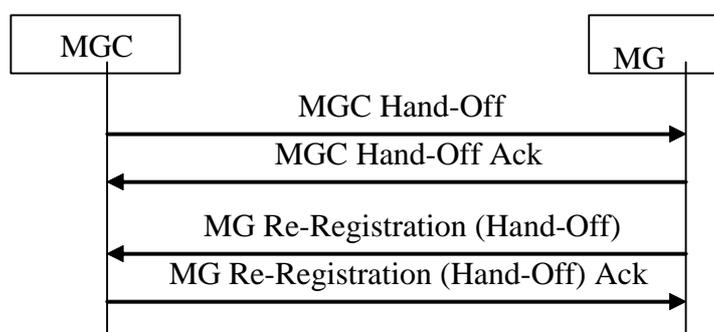 MGC
MG
MGC Hand-Off
MGC Hand-Off Ack
MG Re-Registration (Hand-Off)
MG Re-Registration (Hand-Off) Ack